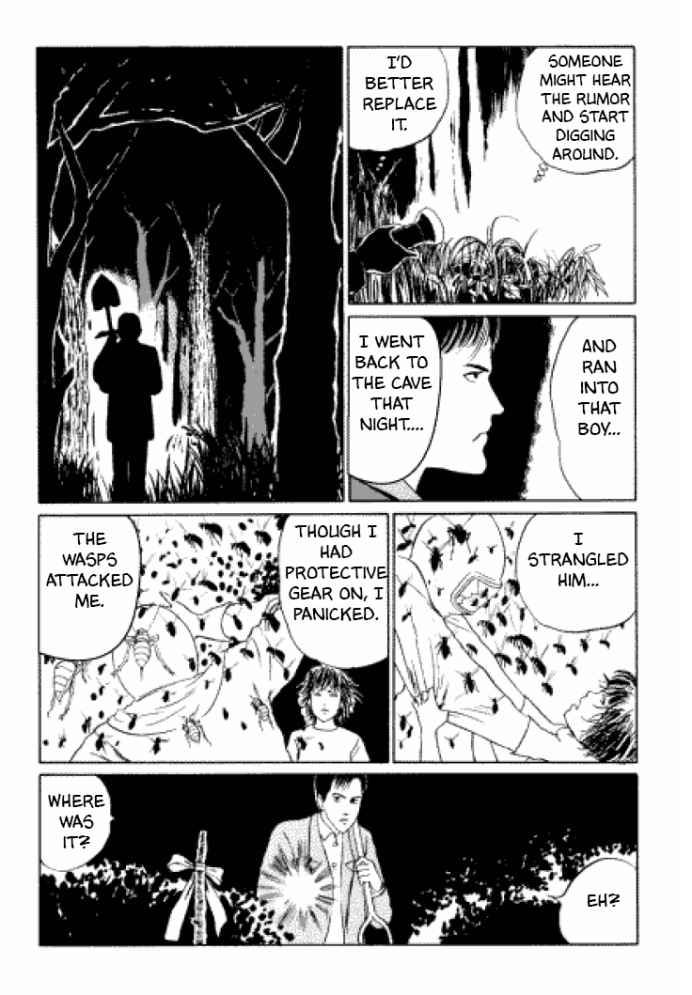 I'D
BETTER
REPLACE
IT.
SOMEONE
MIGHT HEAR
THE RUMOR
AND START
DIGGING
AROUND.
I WENT
BACK TO
THE CAVE
THAT
NIGHT....
AND
RAN
INTO
THAT
BOY...
THE
WASPS
ATTACKED
ME.
THOUGH I
HAD
PROTECTIVE
GEAR ON, I
PANICKED.
I
STRANGLED
HIM...
WHERE
WAS
IT?
EH?